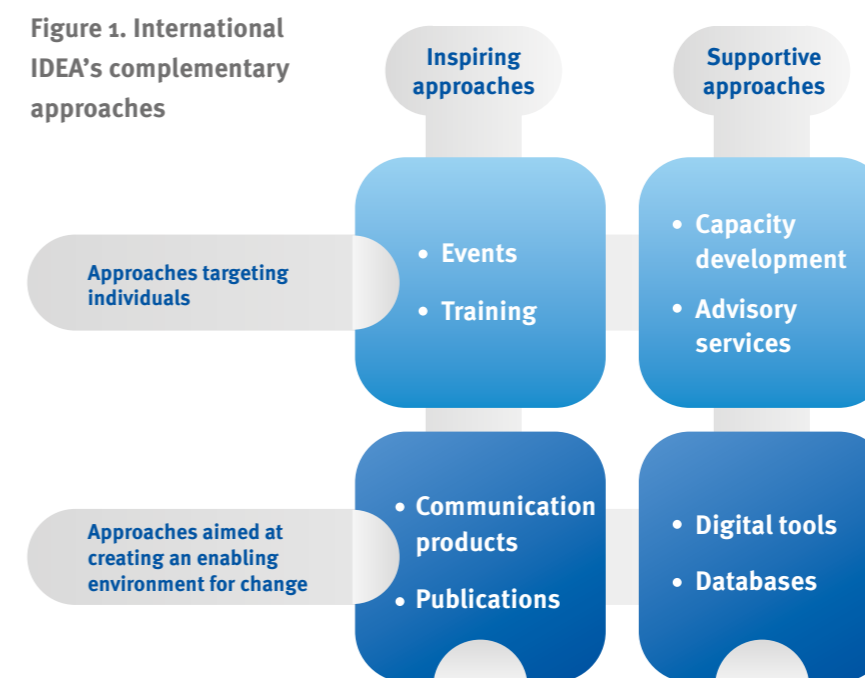 Figure 1. International
IDEA’s complementary
approaches
Inspiring
approaches
Supportive
approaches
Approaches targeting
individuals
• Events
• Training
• Capacity
development
• Advisory
services
Approaches aimed at
creating an enabling
environment for change
• Communication
products
• Publications
• Digital tools
• Databases